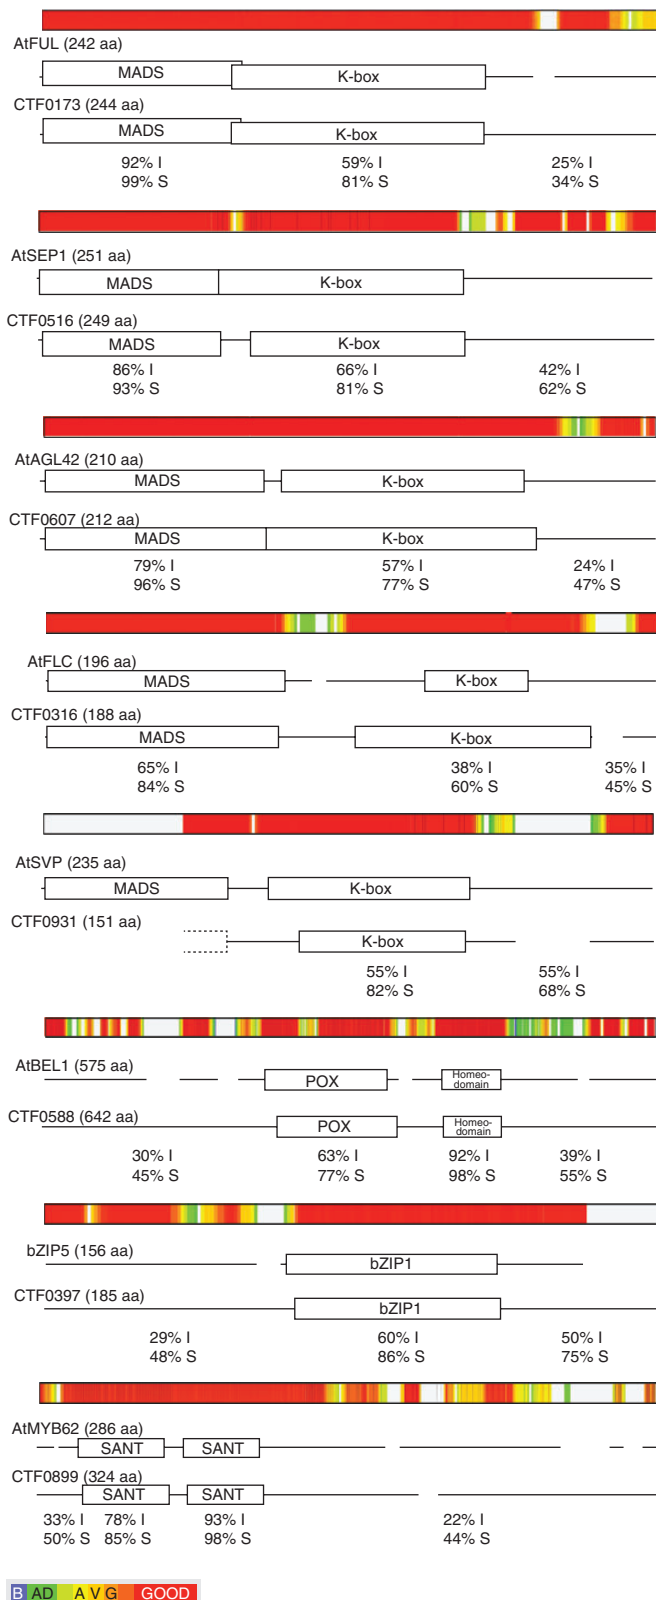 AtFUL (242 aa)
MADS
K-box
CTF0173 (244 aa)
MADS
K-box
92% I 59% I 25% I
99% S 81% S 34% S
AtSEP1 (251 aa)
MADS
K-box
CTF0516 (249 aa)
MADS
K-box
86% I 66% I 42% I
93% S 81% S 62% S
AtAGL42 (210 aa)
MADS
K-box
CTF0607 (212 aa)
MADS
K-box
79% I 57% I 24% I
96% S 77% S 47% S
AtFLC (196 aa)
MADS
K-box
CTF0316 (188 aa)
MADS
K-box
65% I 38% I 35% I
84% S 60% S 45% S
AtSVP (235 aa)
MADS
K-box
CTF0931 (151 aa)
K-box
55% I 55% I
82% S 68% S
AtBEL1 (575 aa)
POX
Homeo-
domain
CTF0588 (642 aa)
POX
Homeo-
domain
30% I 63% I 92% I 39% I
45% S 77% S 98% S 55% S
bZIP5 (156 aa)
bZIP1
CTF0397 (185 aa)
bZIP1
29% I 60% I 50% I
48% S 86% S 75% S
AtMYB62 (286 aa)
SANT SANT
CTF0899 (324 aa)
SANT SANT
33% I 78% I 93% I 22% I
50% S 85% S 98% S 44% S
B AD A V G GOOD